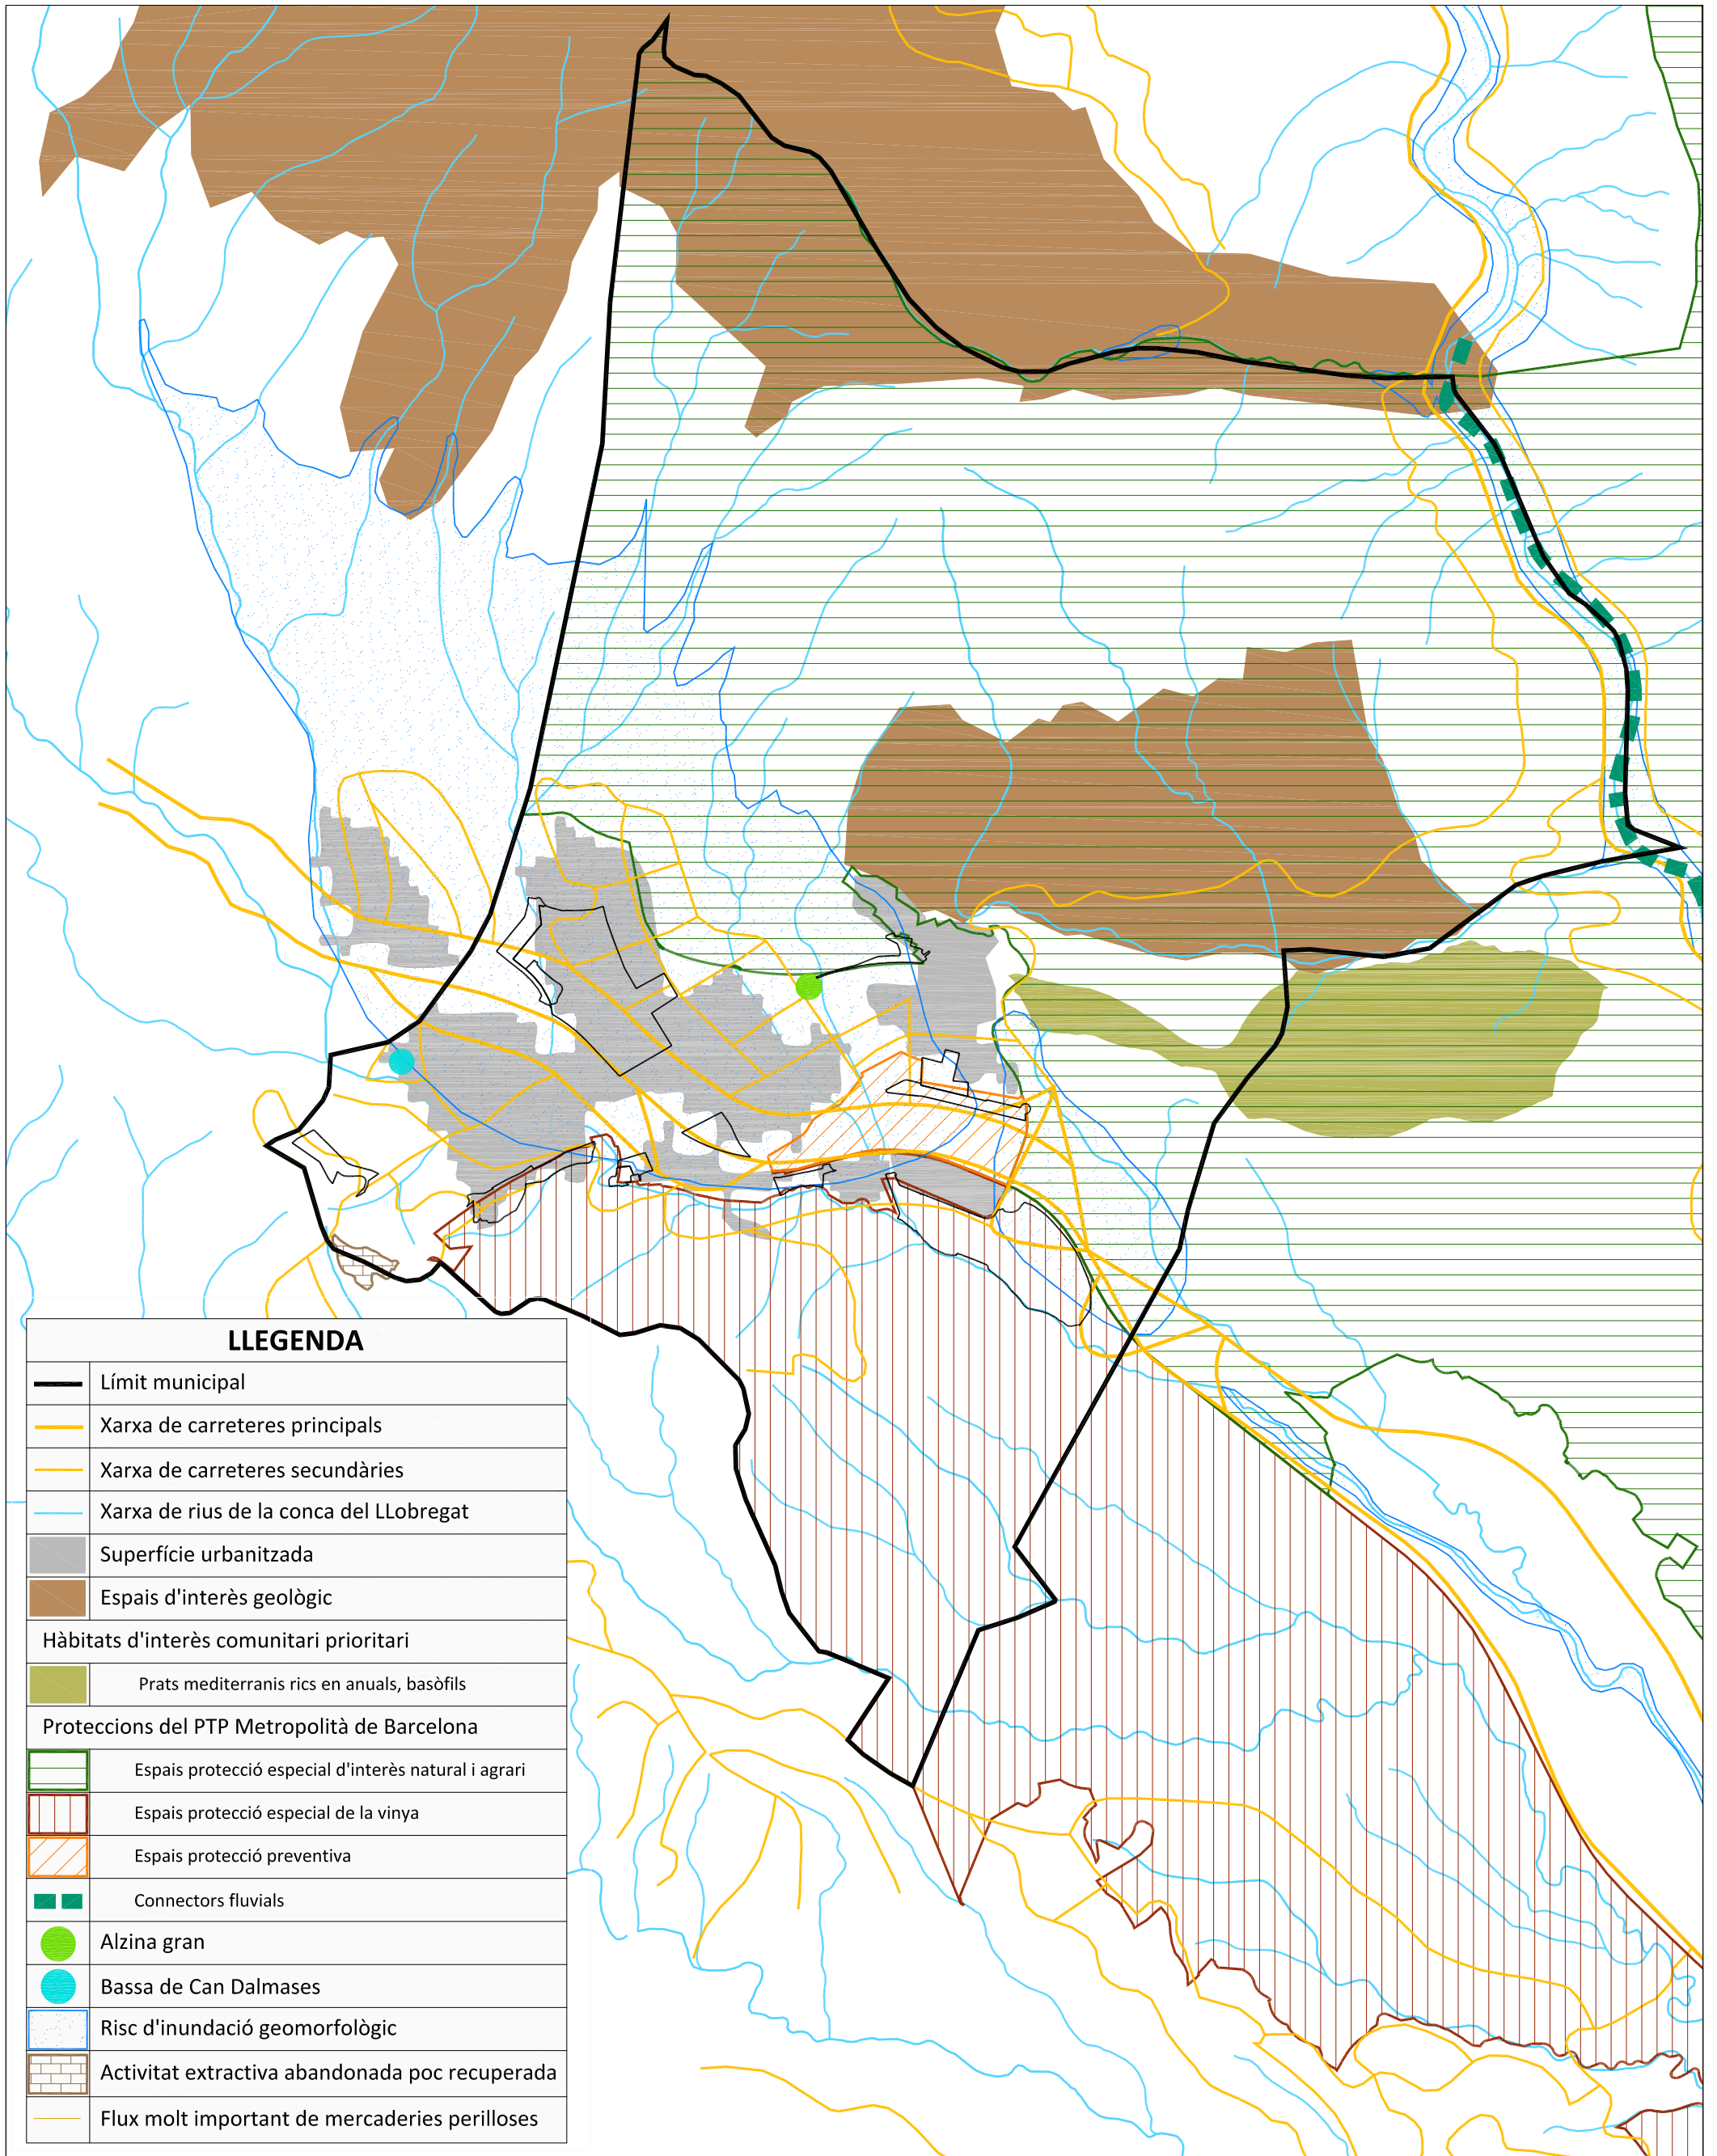 LLEGENDA
Límit municipal
Xarxa de carreteres principals
Xarxa de carreteres secundàries
Xarxa de rius de la conca del LLobregat
Superfície urbanitzada
Espais d'interès geològic
Hàbitats d'interès comunitari prioritari
Prats mediterranis rics en anuals, basòfils
Proteccions del PTP Metropolità de Barcelona
Espais protecció especial d'interès natural i agrari
Espais protecció especial de la vinya
Espais protecció preventiva
Connectors fluvials
Alzina gran
Bassa de Can Dalmases
Risc d'inundació geomorfològic
Activitat extractiva abandonada poc recuperada
Flux molt important de mercaderies perilloses